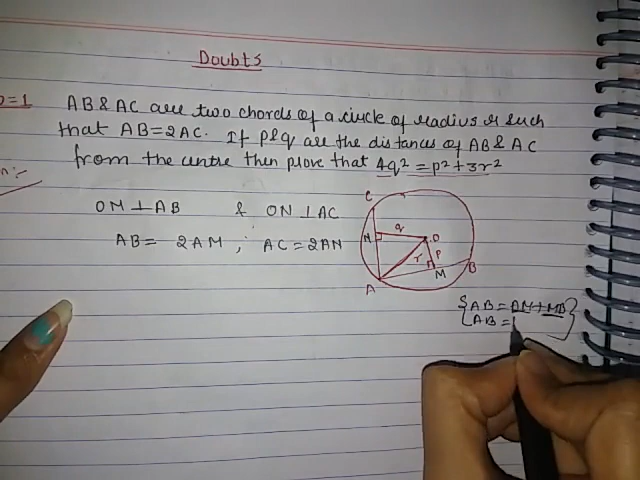 Doubts
=1
AB & AC are two chords of a circle of radius r such
that AB=2AC. If P&q are the distances of AB & AC
from the centre then prove that 4q² = p²+3r²
n:-
OM⊥AB & ON⊥AC
AB= 2AM ; AC=2AN
C
N q O
r P
M B
A
{AB = AM+MB}
{AB =